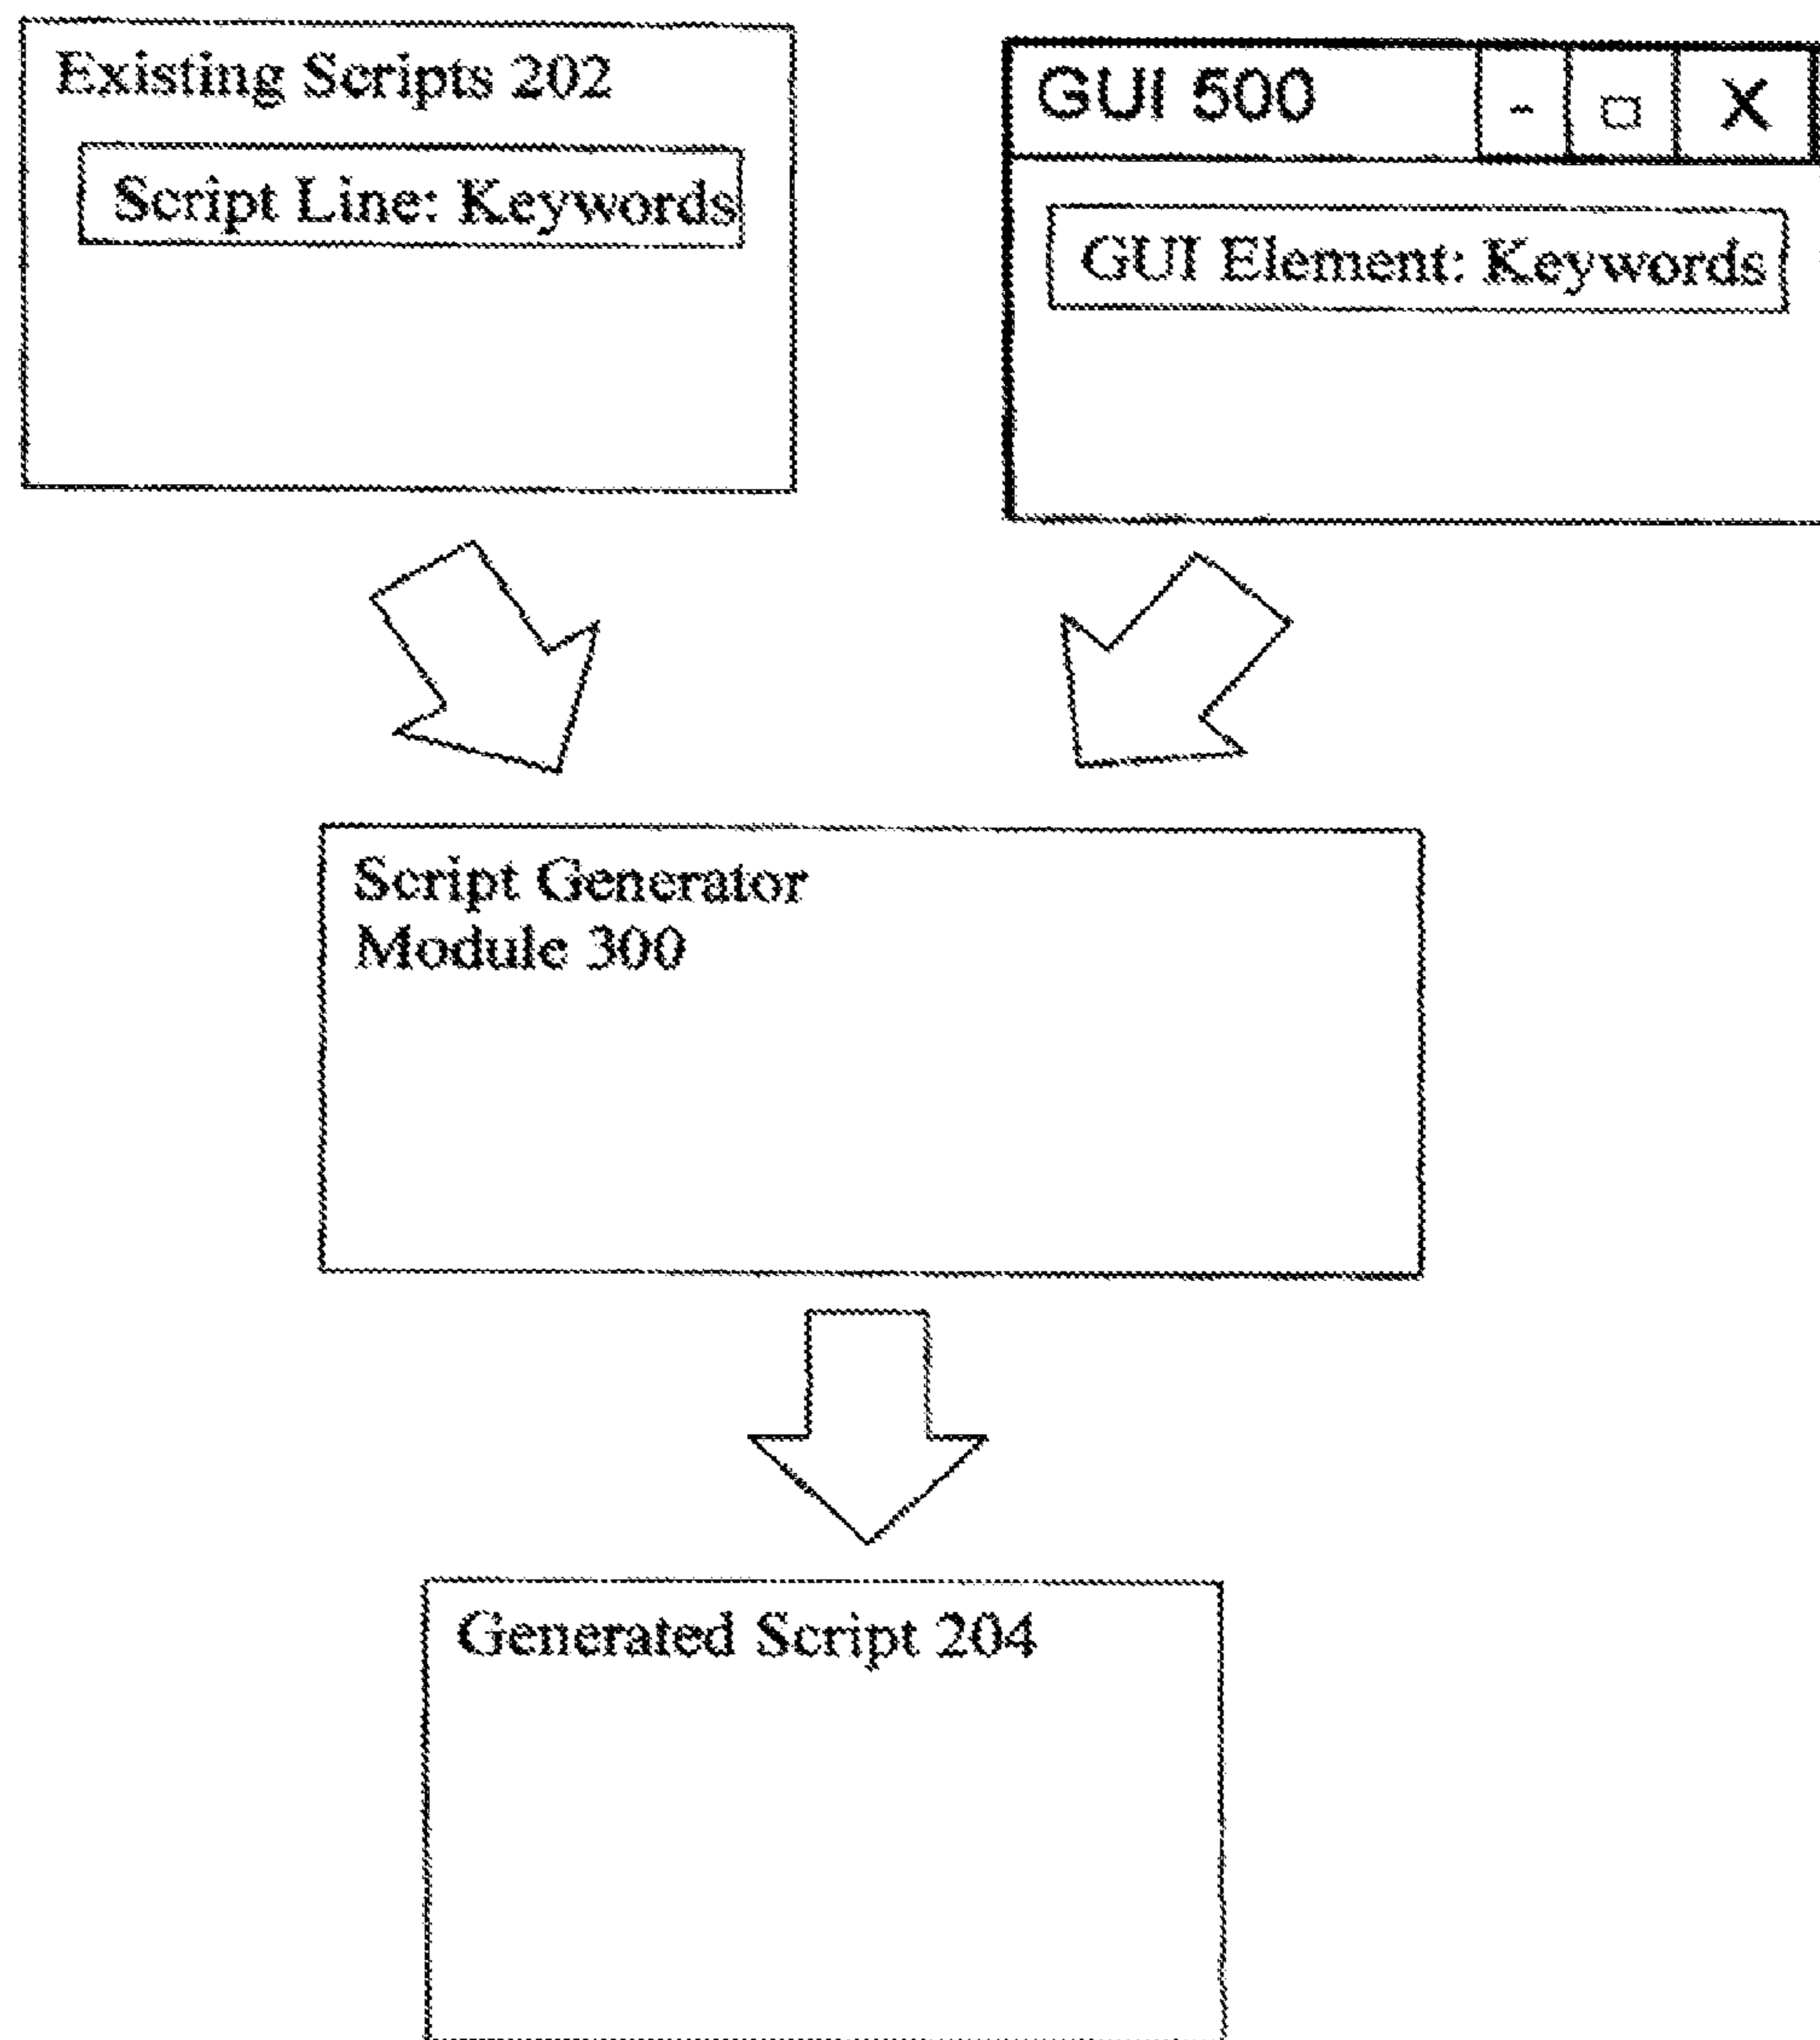 Existing Scripts 202
Script Line: Keywords
GUI 500
- □ X
GUI Element: Keywords
Script Generator
Module 300
Generated Script 204